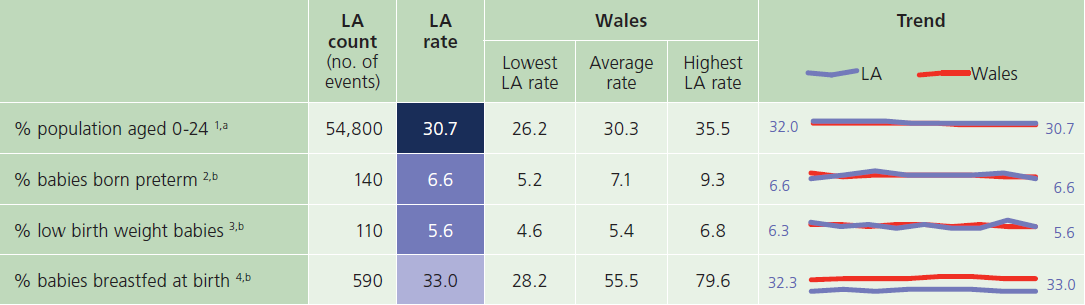 LA count (no. of events) LA rate Wales Trend
Lowest LA rate Average rate Highest LA rate LA Wales
% population aged 0-24 1,a 54,800 30.7 26.2 30.3 35.5 32.0 30.7
% babies born preterm 2,b 140 6.6 5.2 7.1 9.3 6.6 6.6
% low birth weight babies 3,b 110 5.6 4.6 5.4 6.8 6.3 5.6
% babies breastfed at birth 4,b 590 33.0 28.2 55.5 79.6 32.3 33.0